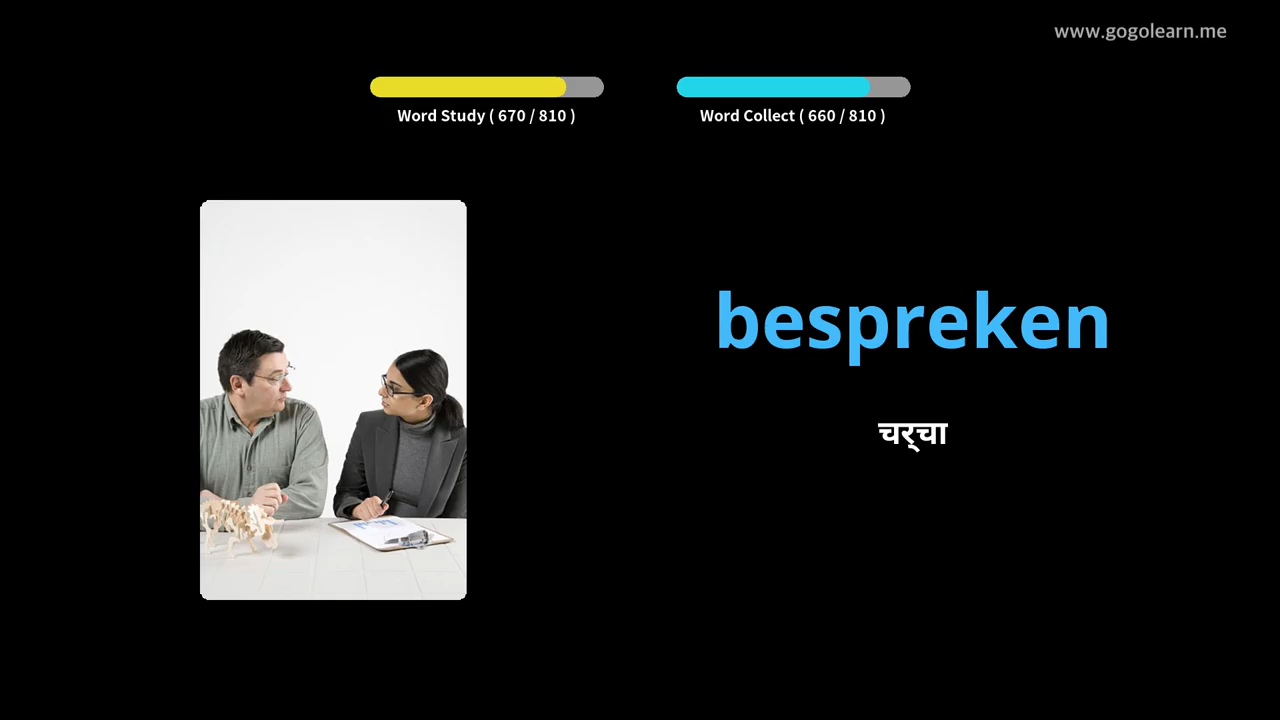 www.gogolearn.me
Word Study ( 670 / 810 )
Word Collect ( 660 / 810 )
bespreken
चर्‌चा